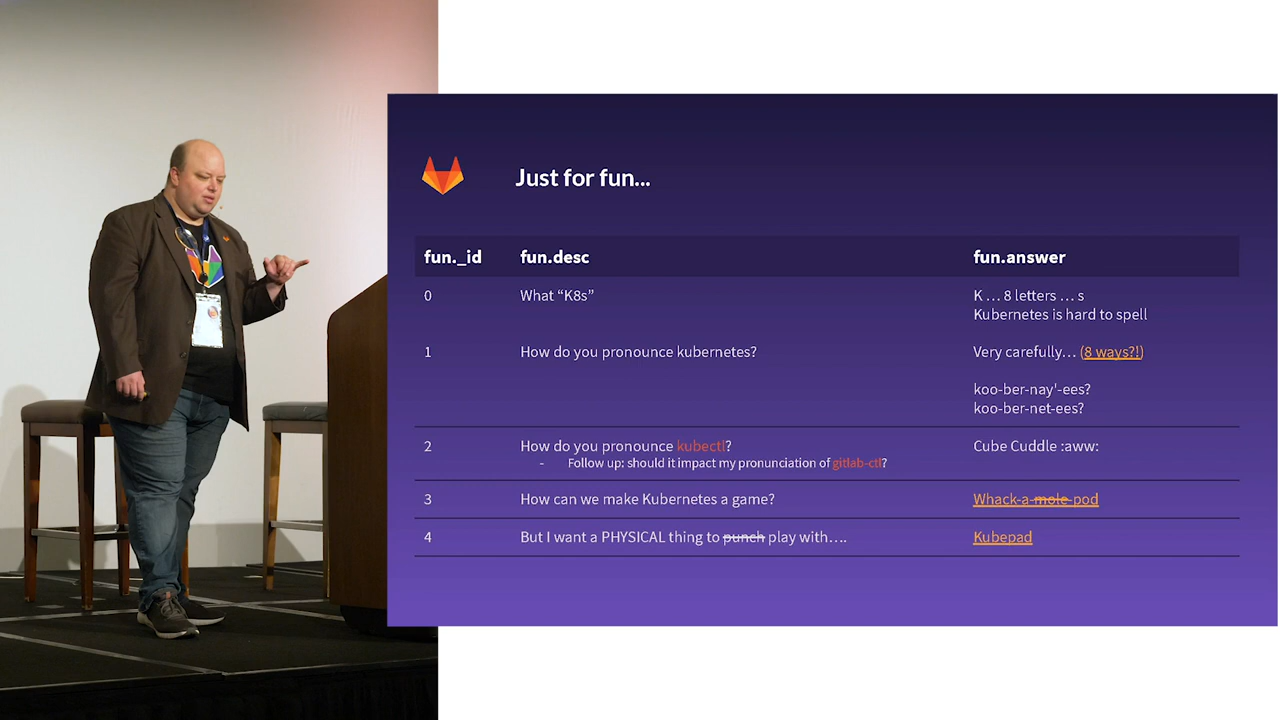 Just for fun...
fun._id fun.desc fun.answer
0 What “K8s” K … 8 letters … s
Kubernetes is hard to spell
1 How do you pronounce kubernetes? Very carefully… (8 ways?!)
koo-ber-nay'-ees?
koo-ber-net-ees?
2 How do you pronounce kubectl? Cube Cuddle :aww:
- Follow up: should it impact my pronunciation of gitlab-ctl?
3 How can we make Kubernetes a game? Whack-a-mole-pod
4 But I want a PHYSICAL thing to punch play with…. Kubepad